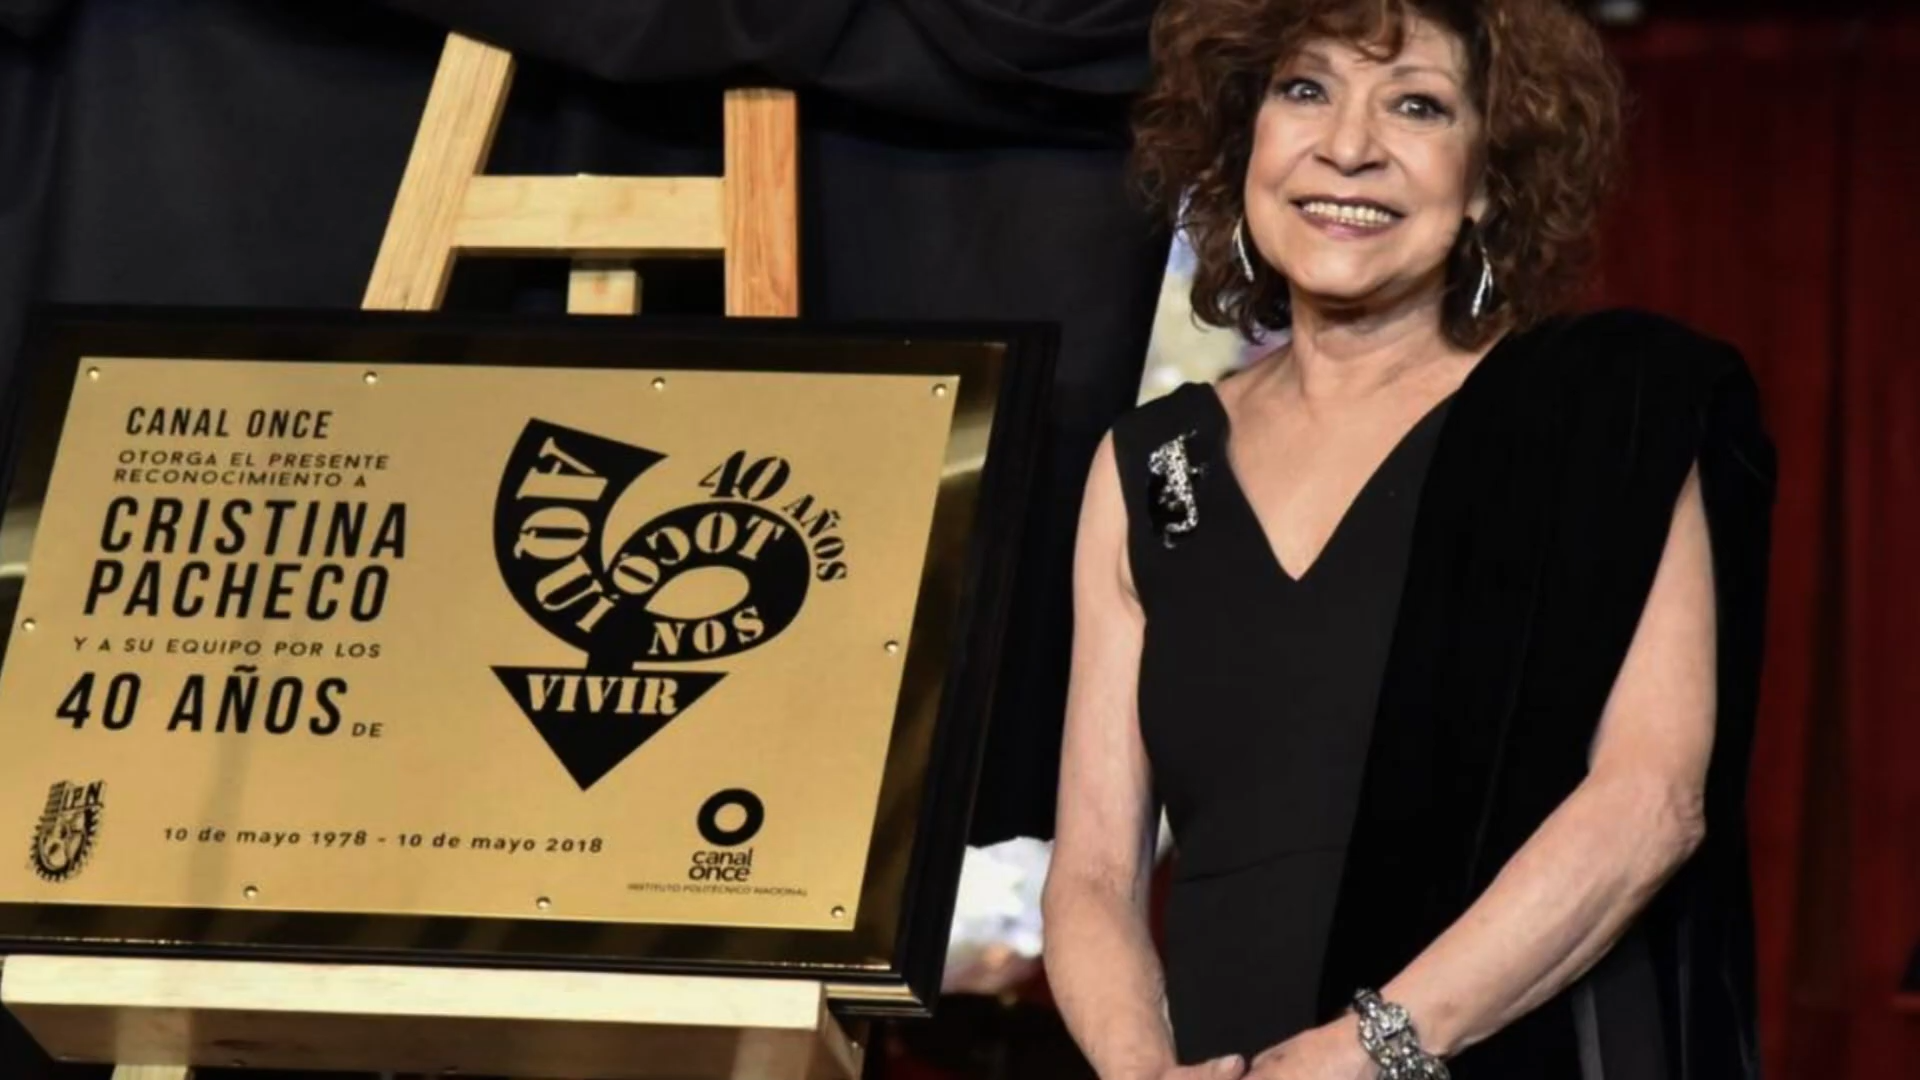 CANAL ONCE
OTORGA EL PRESENTE
RECONOCIMIENTO A
CRISTINA
PACHECO
Y A SU EQUIPO POR LOS
40 AÑOS DE
AQUÍ
NOS
TOCÓ
VIVIR
40 AÑOS
IPN
10 de mayo 1978 - 10 de mayo 2018
canal
once
INSTITUTO POLITÉCNICO NACIONAL